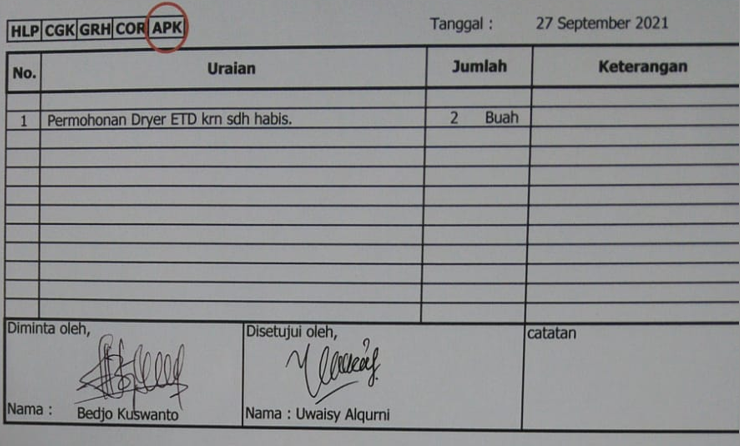 HLP CGK GRH COR APK Tanggal : 27 September 2021
No. Uraian Jumlah Keterangan
1 Permohonan Dryer ETD krn sdh habis. 2 Buah
Diminta oleh, Disetujui oleh, catatan
Nama : Bedjo Kuswanto Nama : Uwaisy Alqurni